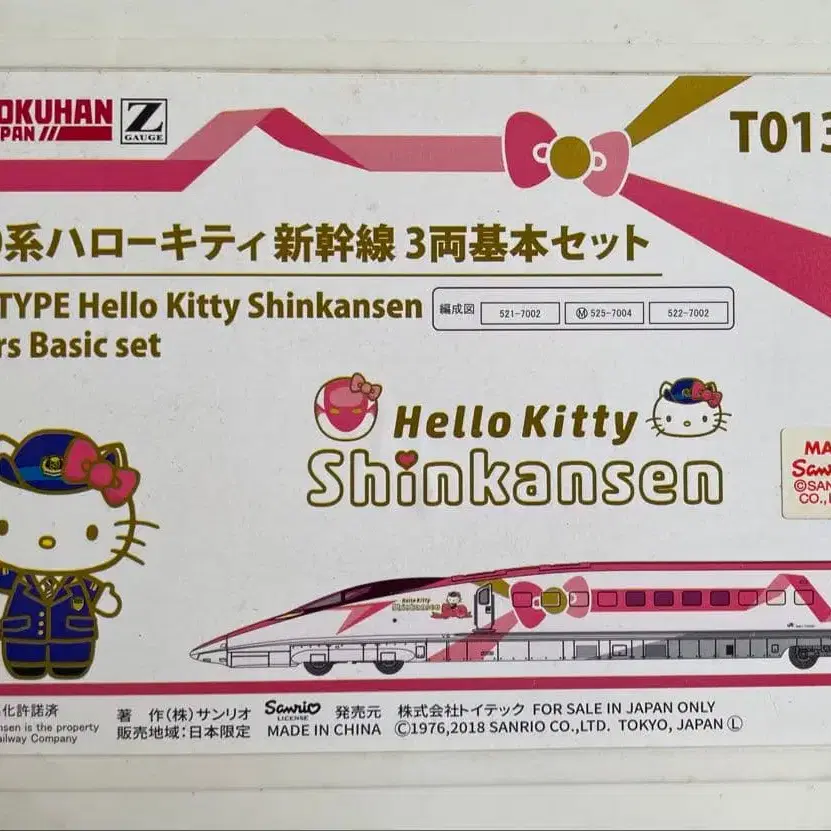 OKUHAN
PAN //
Z
GAUGE
T013
系ハローキティ新幹線 3両基本セット
TYPE Hello Kitty Shinkansen
rs Basic set
編成図 521-7002 Ⓜ 525-7004 522-7002
Hello Kitty
Shinkansen
MA
Sanr
©SAN
CO.,L
Hello Kitty
Shinkansen
化許諾済
nsen is the property
ailway Company
著 作(株)サンリオ
販売地域:日本限定
Sanrio
LICENSE
MADE IN CHINA
発売元 株式会社トイテック FOR SALE IN JAPAN ONLY
Ⓒ1976,2018 SANRIO CO.,LTD. TOKYO, JAPAN Ⓛ